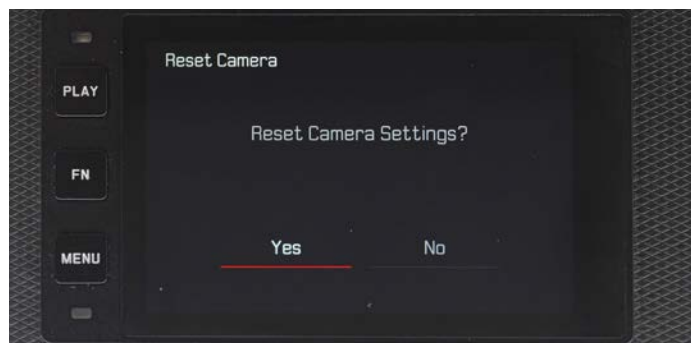 Reset Camera
PLAY
Reset Camera Settings?
FN
Yes No
MENU